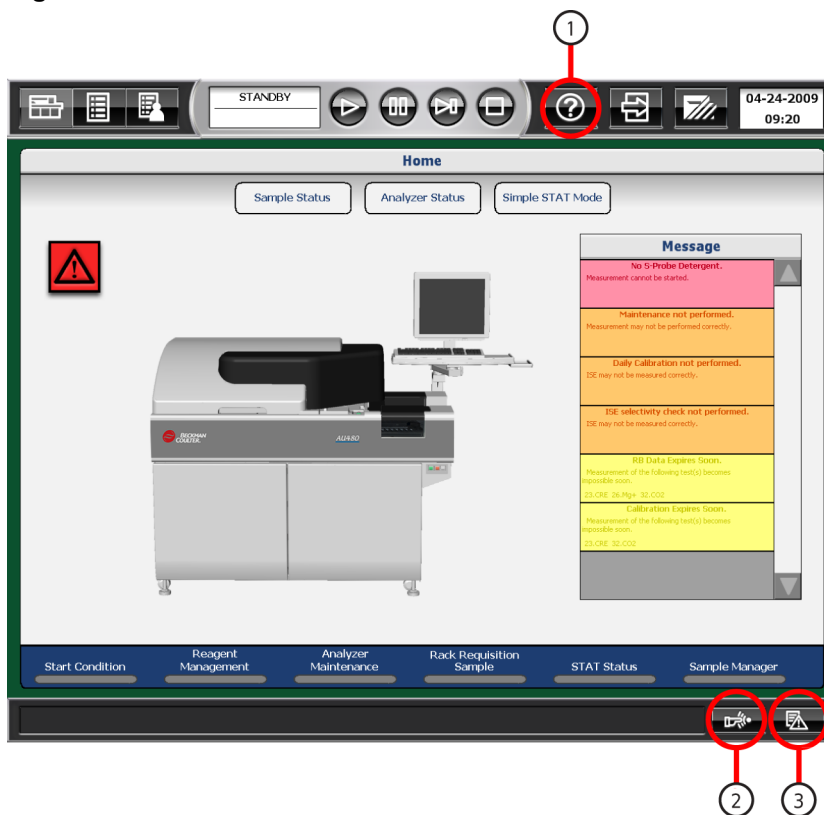 1
STANDBY
04-24-2009
09:20
Home
Sample Status
Analyzer Status
Simple STAT Mode
Message
No S-Probe Detergent.
Measurement cannot be started.
Maintenance not performed.
Measurement may not be performed correctly.
Daily Calibration not performed.
ISE may not be measured correctly.
ISE selectivity check not performed.
ISE may not be measured correctly.
RB Data Expires Soon.
Measurement of the following test(s) becomes
impossible soon.
23.CRE 26.Mg+ 32.CO2
Calibration Expires Soon.
Measurement of the following test(s) becomes
impossible soon.
23.CRE 32.CO2
BECKMAN
COULTER.
AU480
Start Condition
Reagent
Management
Analyzer
Maintenance
Rack Requisition
Sample
STAT Status
Sample Manager
2
3